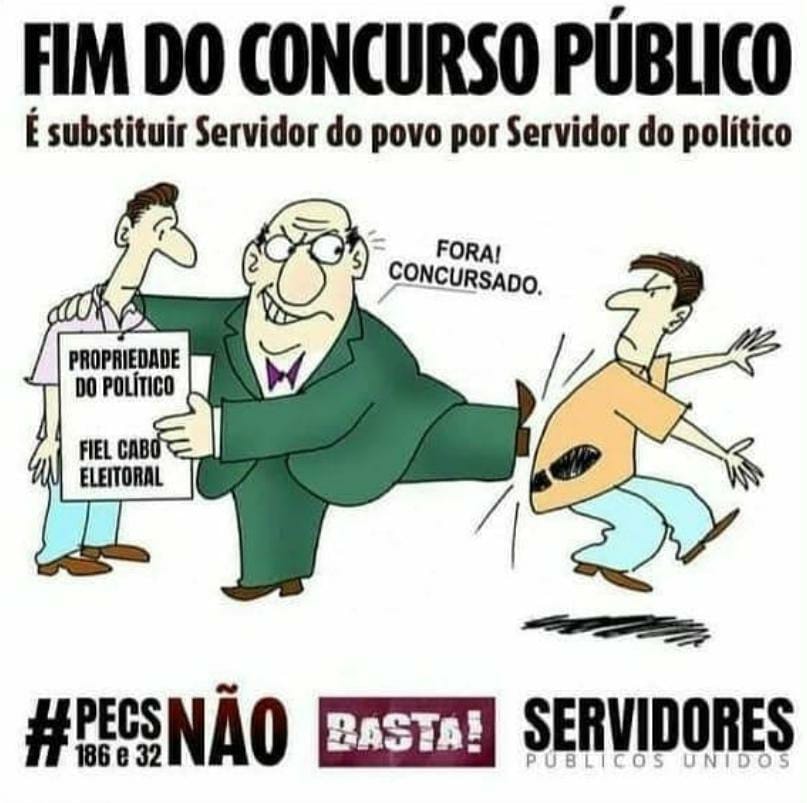 FIM DO CONCURSO PÚBLICO
É substituir Servidor do povo por Servidor do político
FORA!
CONCURSADO.
PROPRIEDADE
DO POLÍTICO
FIEL CABO
ELEITORAL
#PECS
186 e 32
NÃO
BASTA!
SERVIDORES
PÚBLICOS UNIDOS